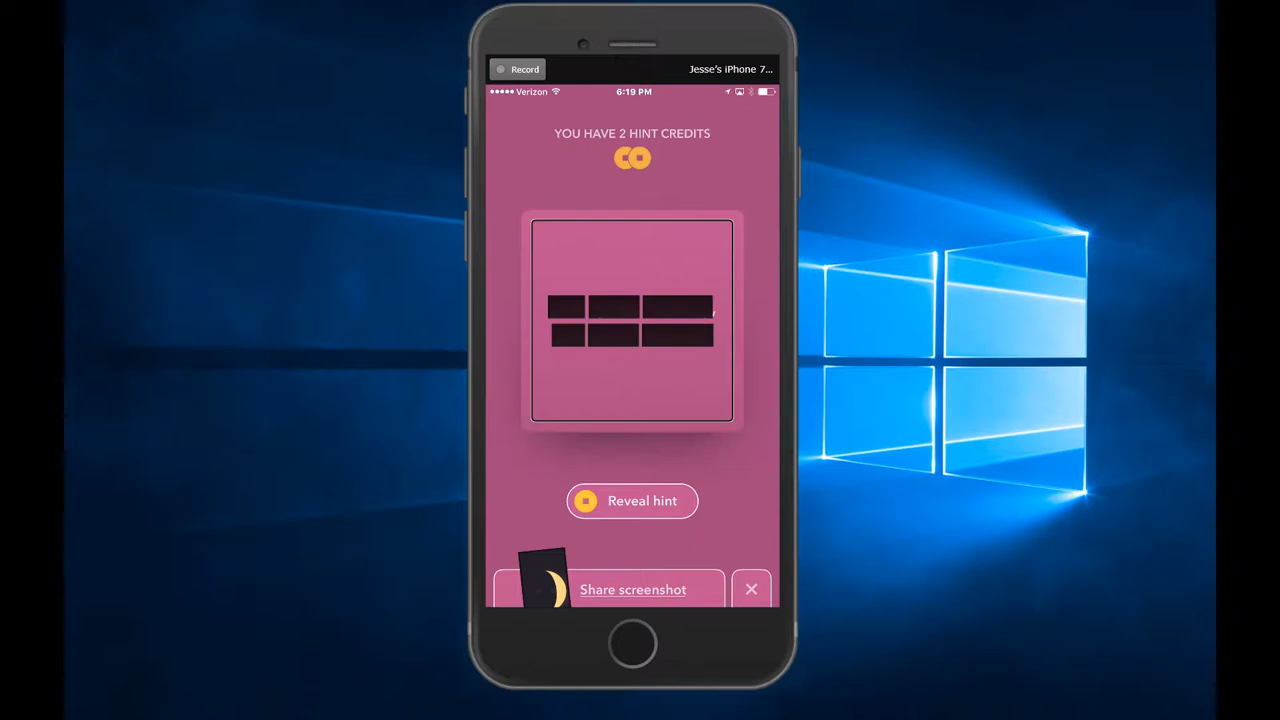 Record
Jesse's iPhone 7...
Verizon
6:19 PM
YOU HAVE 2 HINT CREDITS
Reveal hint
Share screenshot